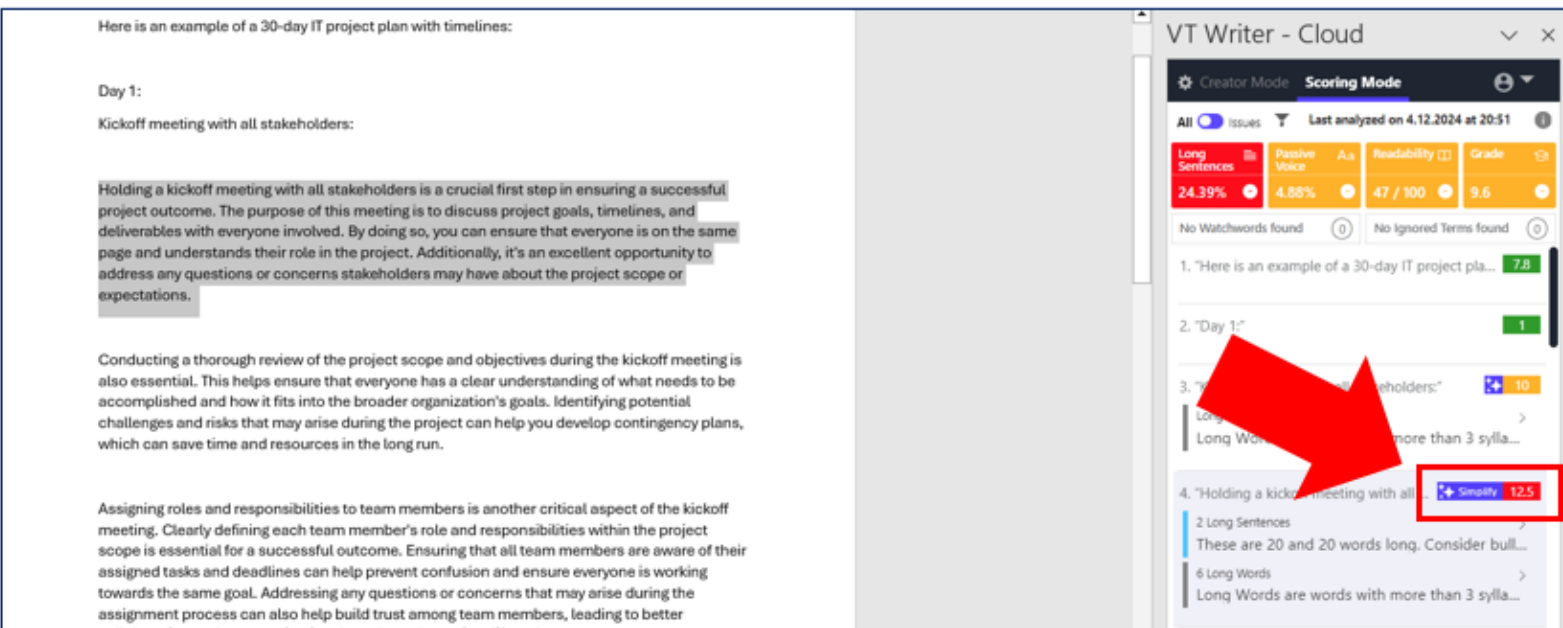 Here is an example of a 30-day IT project plan with timelines:
Day 1:
Kickoff meeting with all stakeholders:
Holding a kickoff meeting with all stakeholders is a crucial first step in ensuring a successful
project outcome. The purpose of this meeting is to discuss project goals, timelines, and
deliverables with everyone involved. By doing so, you can ensure that everyone is on the same
page and understands their role in the project. Additionally, it's an excellent opportunity to
address any questions or concerns stakeholders may have about the project scope or
expectations.
Conducting a thorough review of the project scope and objectives during the kickoff meeting is
also essential. This helps ensure that everyone has a clear understanding of what needs to be
accomplished and how it fits into the broader organization's goals. Identifying potential
challenges and risks that may arise during the project can help you develop contingency plans,
which can save time and resources in the long run.
Assigning roles and responsibilities to team members is another critical aspect of the kickoff
meeting. Clearly defining each team member's role and responsibilities within the project
scope is essential for a successful outcome. Ensuring that all team members are aware of their
assigned tasks and deadlines can help prevent confusion and ensure everyone is working
towards the same goal. Addressing any questions or concerns that may arise during the
assignment process can also help build trust among team members, leading to better
VT Writer - Cloud
Creator Mode Scoring Mode
All Issues Last analyzed on 4.12.2024 at 20:51
Long Sentences 24.39%
Passive Voice Aa 4.88%
Readability 47 / 100
Grade 9.6
No Watchwords found 0 No Ignored Terms found 0
1. "Here is an example of a 30-day IT project pla... 7.8
2. "Day 1:" 1
3. eholders:" 10
Long Wor more than 3 sylla...
4. "Holding a kickoff meeting with all ... Simplify 12.5
2 Long Sentences
These are 20 and 20 words long. Consider bull...
6 Long Words
Long Words are words with more than 3 sylla...